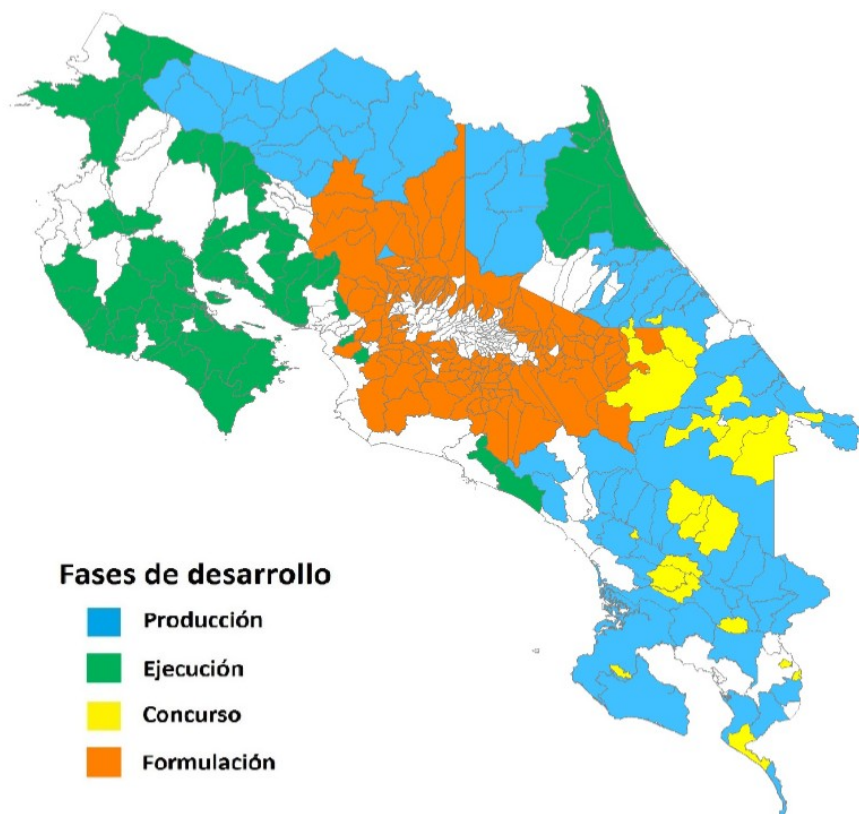 Fases de desarrollo
Producción
Ejecución
Concurso
Formulación